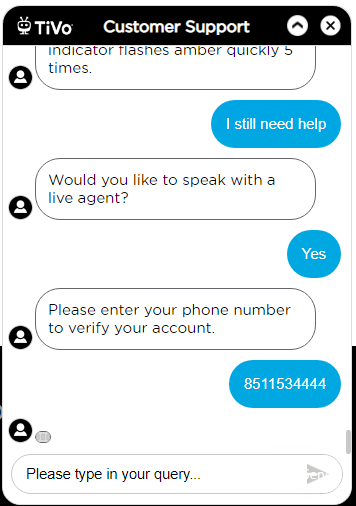 TiVo Customer Support
indicator flashes amber quickly 5
times.
I still need help
Would you like to speak with a
live agent?
Yes
Please enter your phone number
to verify your account.
8511534444
Please type in your query...